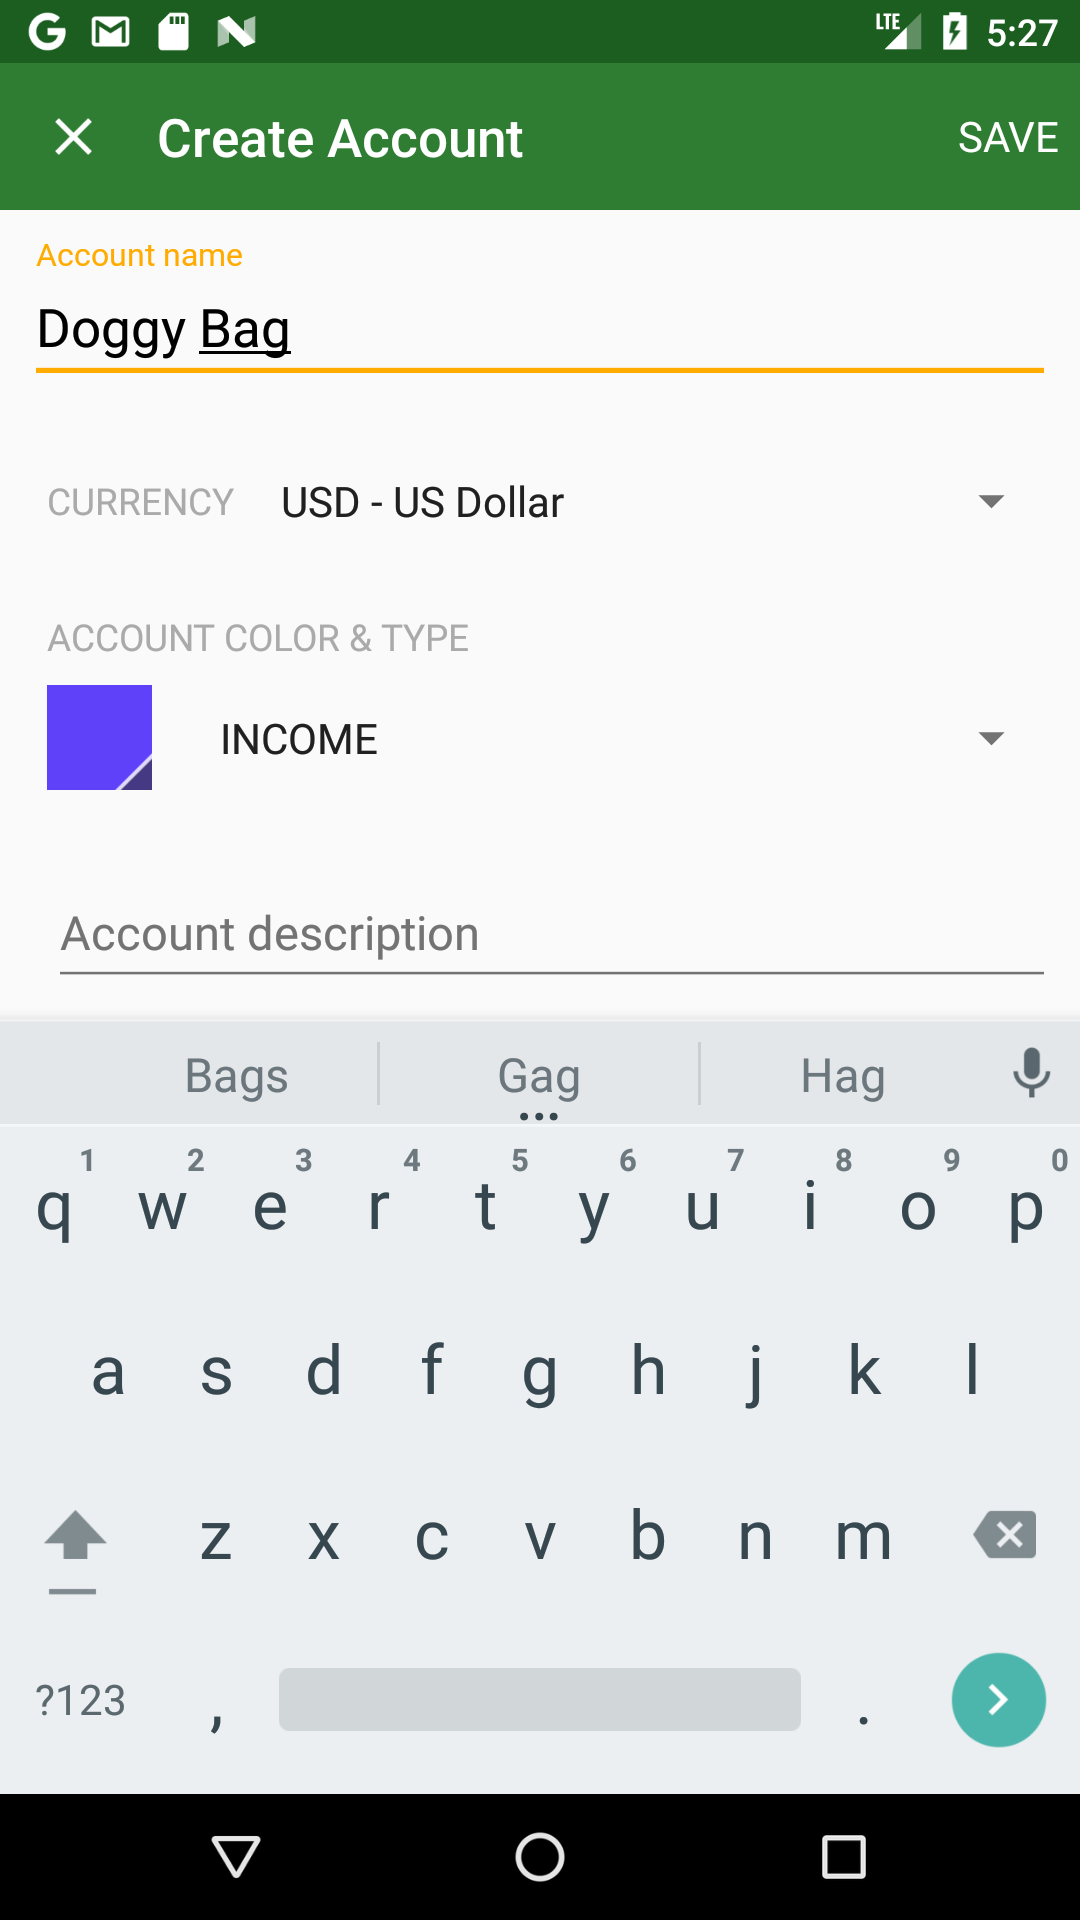 LTE 5:27
Create Account SAVE
Account name
Doggy Bag
CURRENCY USD - US Dollar
ACCOUNT COLOR & TYPE
INCOME
Account description
Bags Gag Hag
1 2 3 4 5 6 7 8 9 0
q w e r t y u i o p
a s d f g h j k l
z x c v b n m
?123 , .